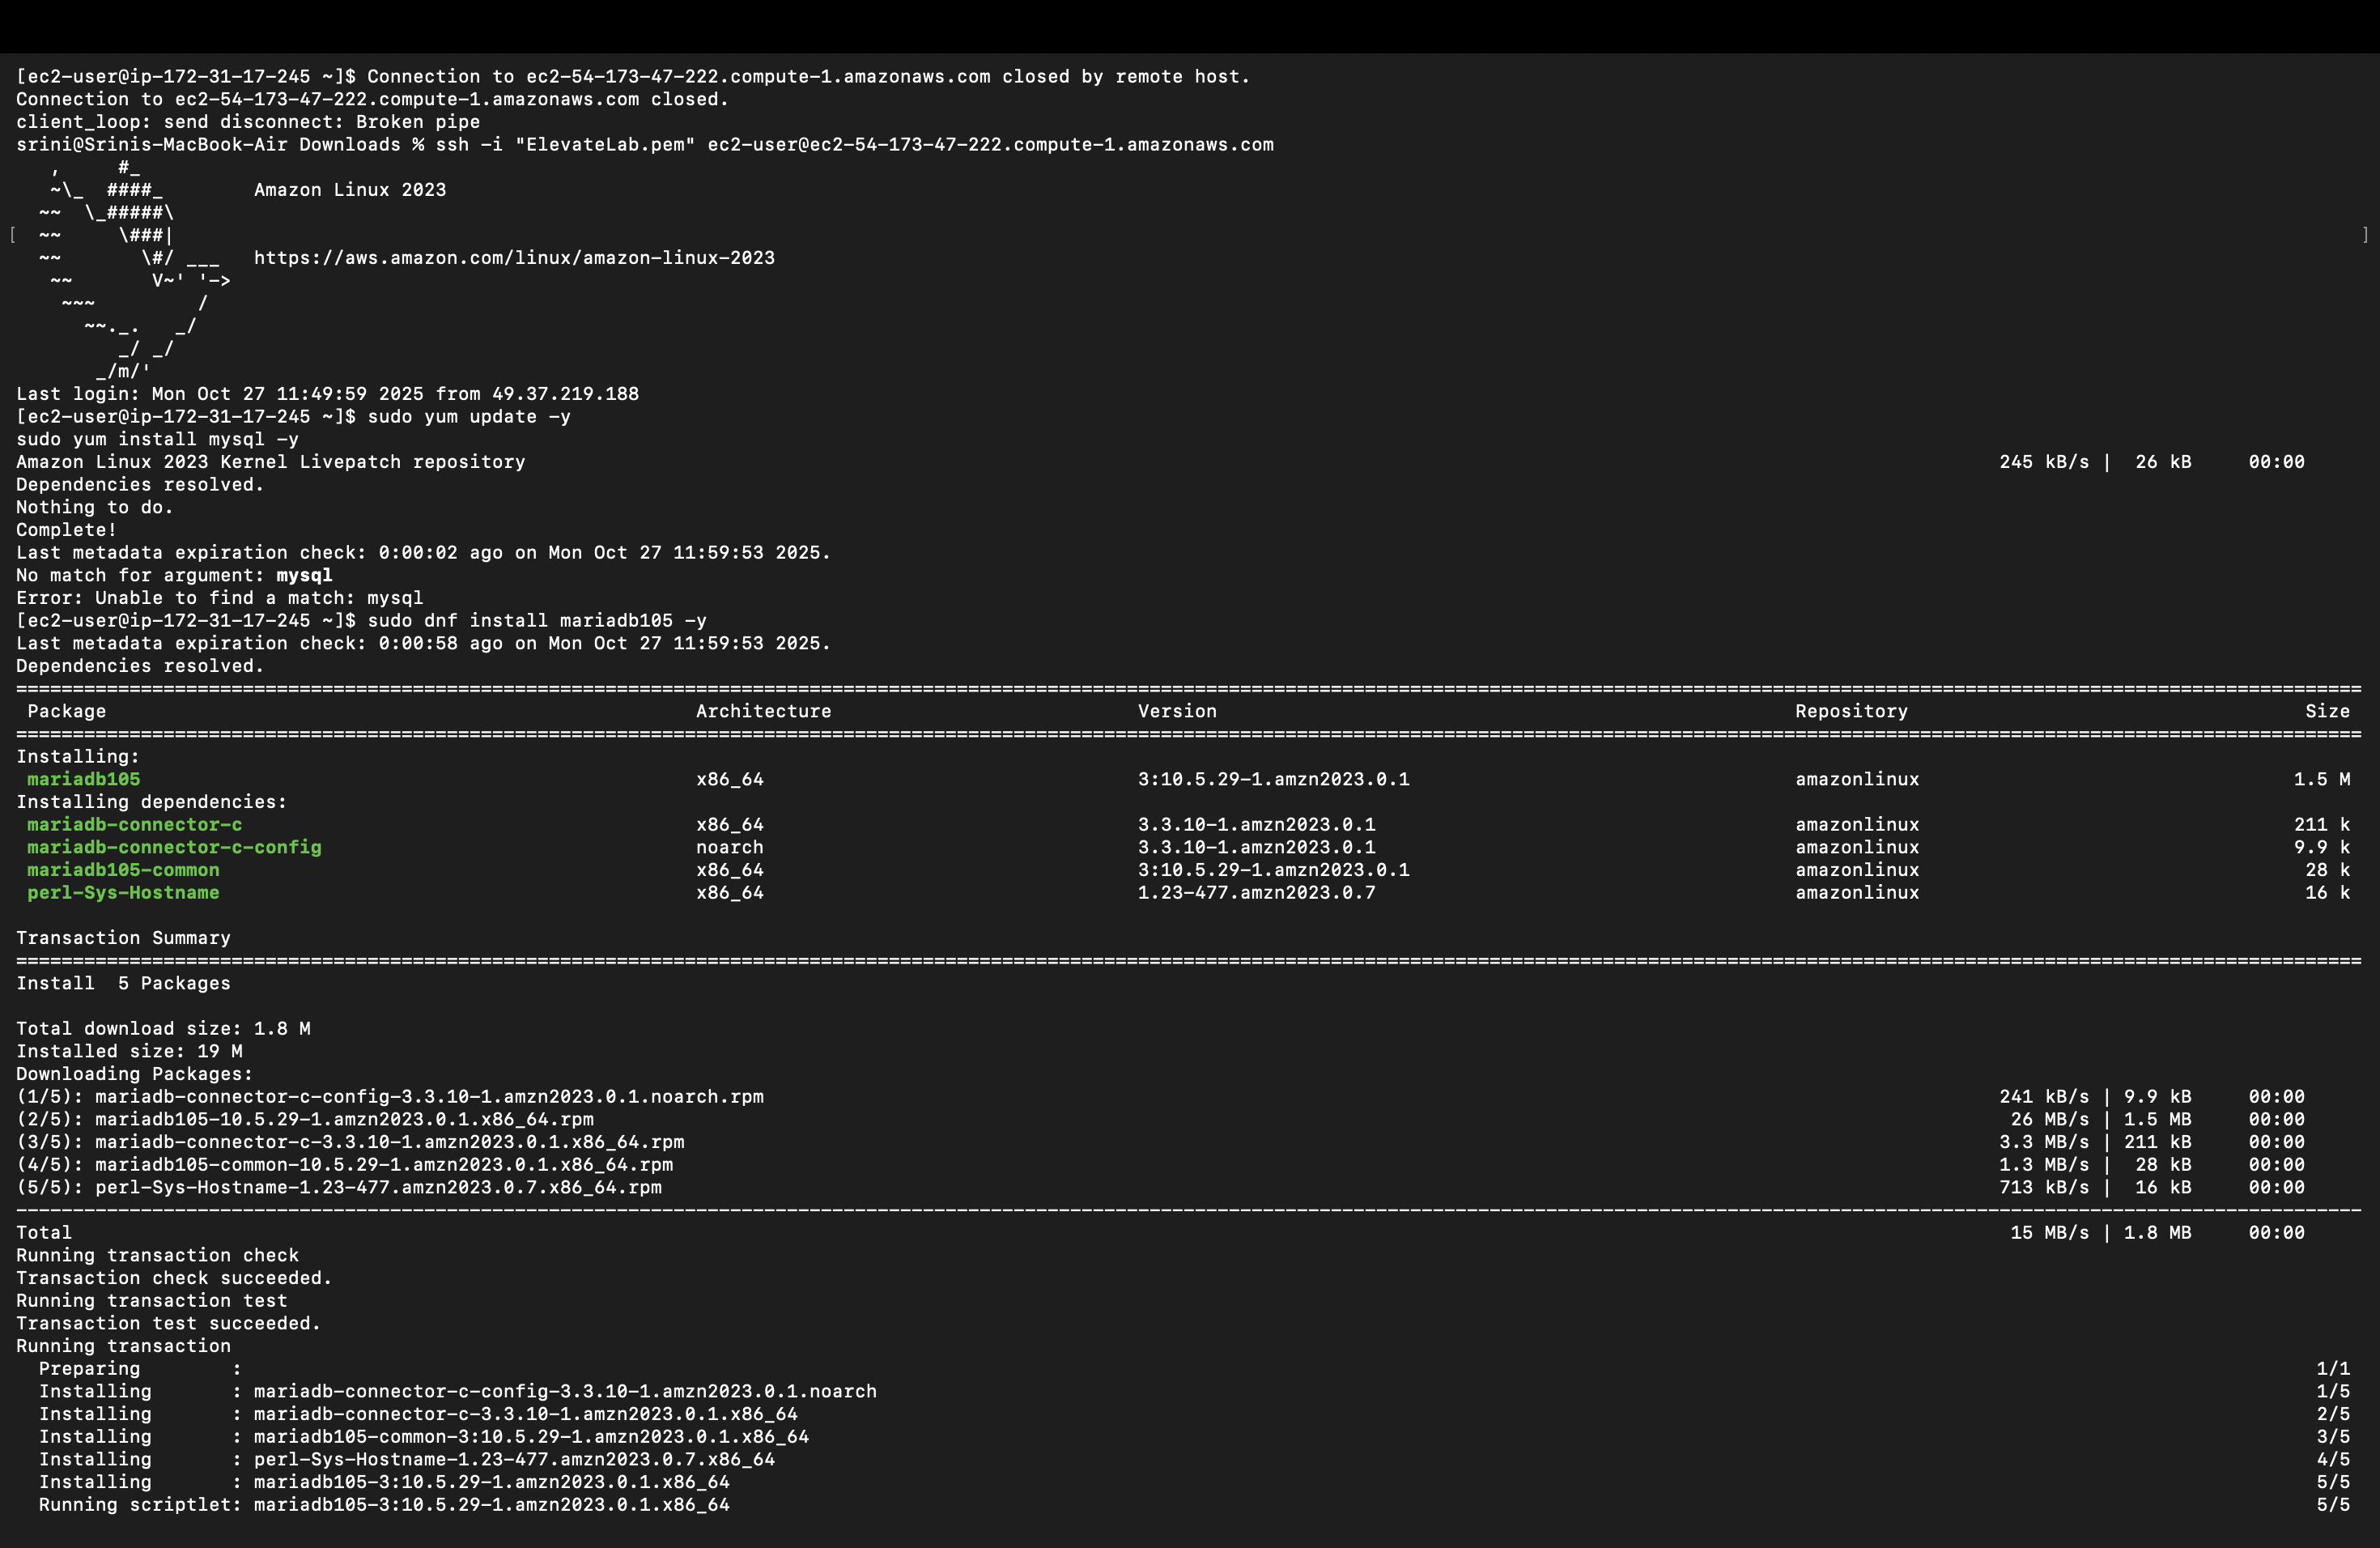 [ec2-user@ip-172-31-17-245 ~]$ Connection to ec2-54-173-47-222.compute-1.amazonaws.com closed by remote host.
Connection to ec2-54-173-47-222.compute-1.amazonaws.com closed.
client_loop: send disconnect: Broken pipe
srini@Srinis-MacBook-Air Downloads % ssh -i "ElevateLab.pem" ec2-user@ec2-54-173-47-222.compute-1.amazonaws.com
   ,     #_
   ~\_  ####_        Amazon Linux 2023
  ~~  \_#####\
[ ~~     \###|                                                                 ]
  ~~       \#/ ___   https://aws.amazon.com/linux/amazon-linux-2023
   ~~       V~' '->
    ~~~         /
      ~~._.   _/
         _/ _/
       _/m/'
Last login: Mon Oct 27 11:49:59 2025 from 49.37.219.188
[ec2-user@ip-172-31-17-245 ~]$ sudo yum update -y
sudo yum install mysql -y
Amazon Linux 2023 Kernel Livepatch repository 245 kB/s | 26 kB 00:00
Dependencies resolved.
Nothing to do.
Complete!
Last metadata expiration check: 0:00:02 ago on Mon Oct 27 11:59:53 2025.
No match for argument: mysql
Error: Unable to find a match: mysql
[ec2-user@ip-172-31-17-245 ~]$ sudo dnf install mariadb105 -y
Last metadata expiration check: 0:00:58 ago on Mon Oct 27 11:59:53 2025.
Dependencies resolved.
Package Architecture Version Repository Size
Installing:
mariadb105 x86_64 3:10.5.29-1.amzn2023.0.1 amazonlinux 1.5 M
Installing dependencies:
mariadb-connector-c x86_64 3.3.10-1.amzn2023.0.1 amazonlinux 211 k
mariadb-connector-c-config noarch 3.3.10-1.amzn2023.0.1 amazonlinux 9.9 k
mariadb105-common x86_64 3:10.5.29-1.amzn2023.0.1 amazonlinux 28 k
perl-Sys-Hostname x86_64 1.23-477.amzn2023.0.7 amazonlinux 16 k
Transaction Summary
Install  5 Packages
Total download size: 1.8 M
Installed size: 19 M
Downloading Packages:
(1/5): mariadb-connector-c-config-3.3.10-1.amzn2023.0.1.noarch.rpm 241 kB/s | 9.9 kB 00:00
(2/5): mariadb105-10.5.29-1.amzn2023.0.1.x86_64.rpm 26 MB/s | 1.5 MB 00:00
(3/5): mariadb-connector-c-3.3.10-1.amzn2023.0.1.x86_64.rpm 3.3 MB/s | 211 kB 00:00
(4/5): mariadb105-common-10.5.29-1.amzn2023.0.1.x86_64.rpm 1.3 MB/s | 28 kB 00:00
(5/5): perl-Sys-Hostname-1.23-477.amzn2023.0.7.x86_64.rpm 713 kB/s | 16 kB 00:00
Total 15 MB/s | 1.8 MB 00:00
Running transaction check
Transaction check succeeded.
Running transaction test
Transaction test succeeded.
Running transaction
  Preparing        : 1/1
  Installing       : mariadb-connector-c-config-3.3.10-1.amzn2023.0.1.noarch 1/5
  Installing       : mariadb-connector-c-3.3.10-1.amzn2023.0.1.x86_64 2/5
  Installing       : mariadb105-common-3:10.5.29-1.amzn2023.0.1.x86_64 3/5
  Installing       : perl-Sys-Hostname-1.23-477.amzn2023.0.7.x86_64 4/5
  Installing       : mariadb105-3:10.5.29-1.amzn2023.0.1.x86_64 5/5
  Running scriptlet: mariadb105-3:10.5.29-1.amzn2023.0.1.x86_64 5/5